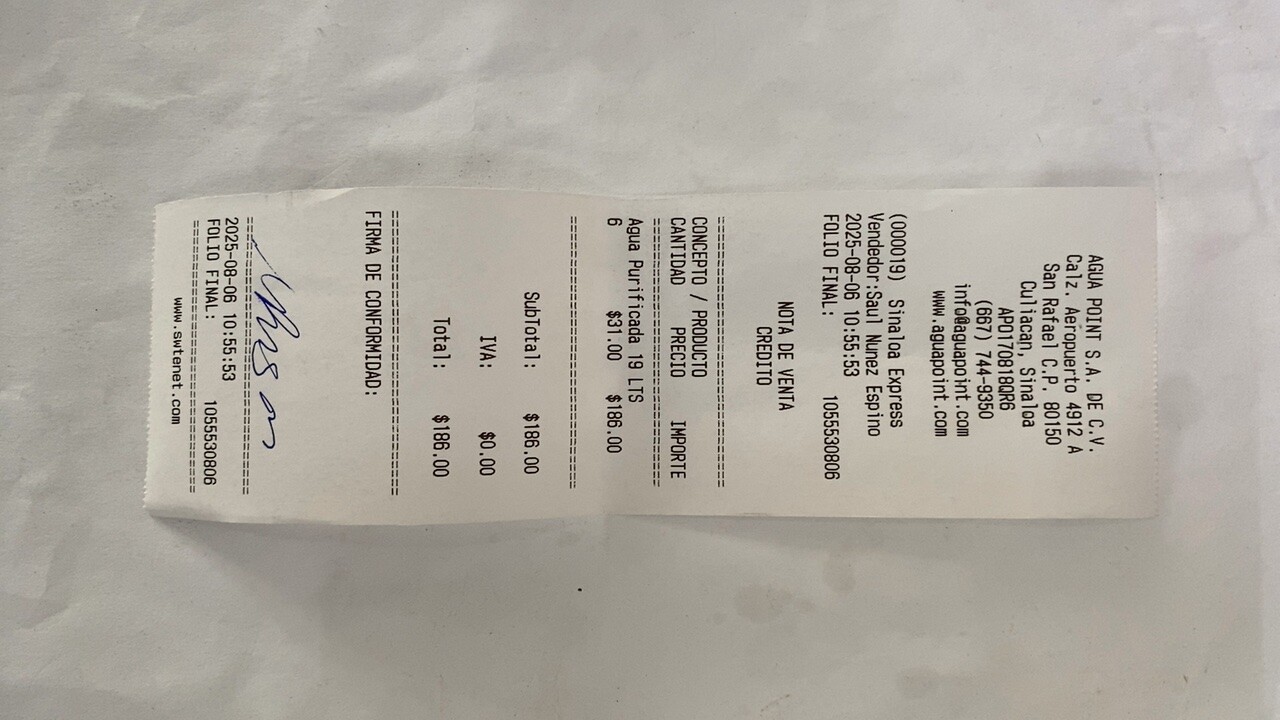 AGUA POINT S.A. DE C.V.
Calz. Aeropuerto 4912 A
San Rafael C.P. 80150
Culiacan, Sinaloa
APO170818QR6
(667) 744-9350
info@aguapoint.com
www.aguapoint.com
(000019) Sinaloa Express
Vendedor:Saul Nunez Espino
2025-08-06 10:55:53
FOLIO FINAL: 1055530806
NOTA DE VENTA
CREDITO
==============================
CONCEPTO / PRODUCTO
CANTIDAD PRECIO IMPORTE
==============================
Agua Purificada 19 LTS
6 $31.00 $186.00
==============================
SubTotal: $186.00
IVA: $0.00
Total: $186.00
==============================
FIRMA DE CONFORMIDAD:
==============================
2025-08-06 10:55:53
FOLIO FINAL: 1055530806
==============================
www.swtenet.com